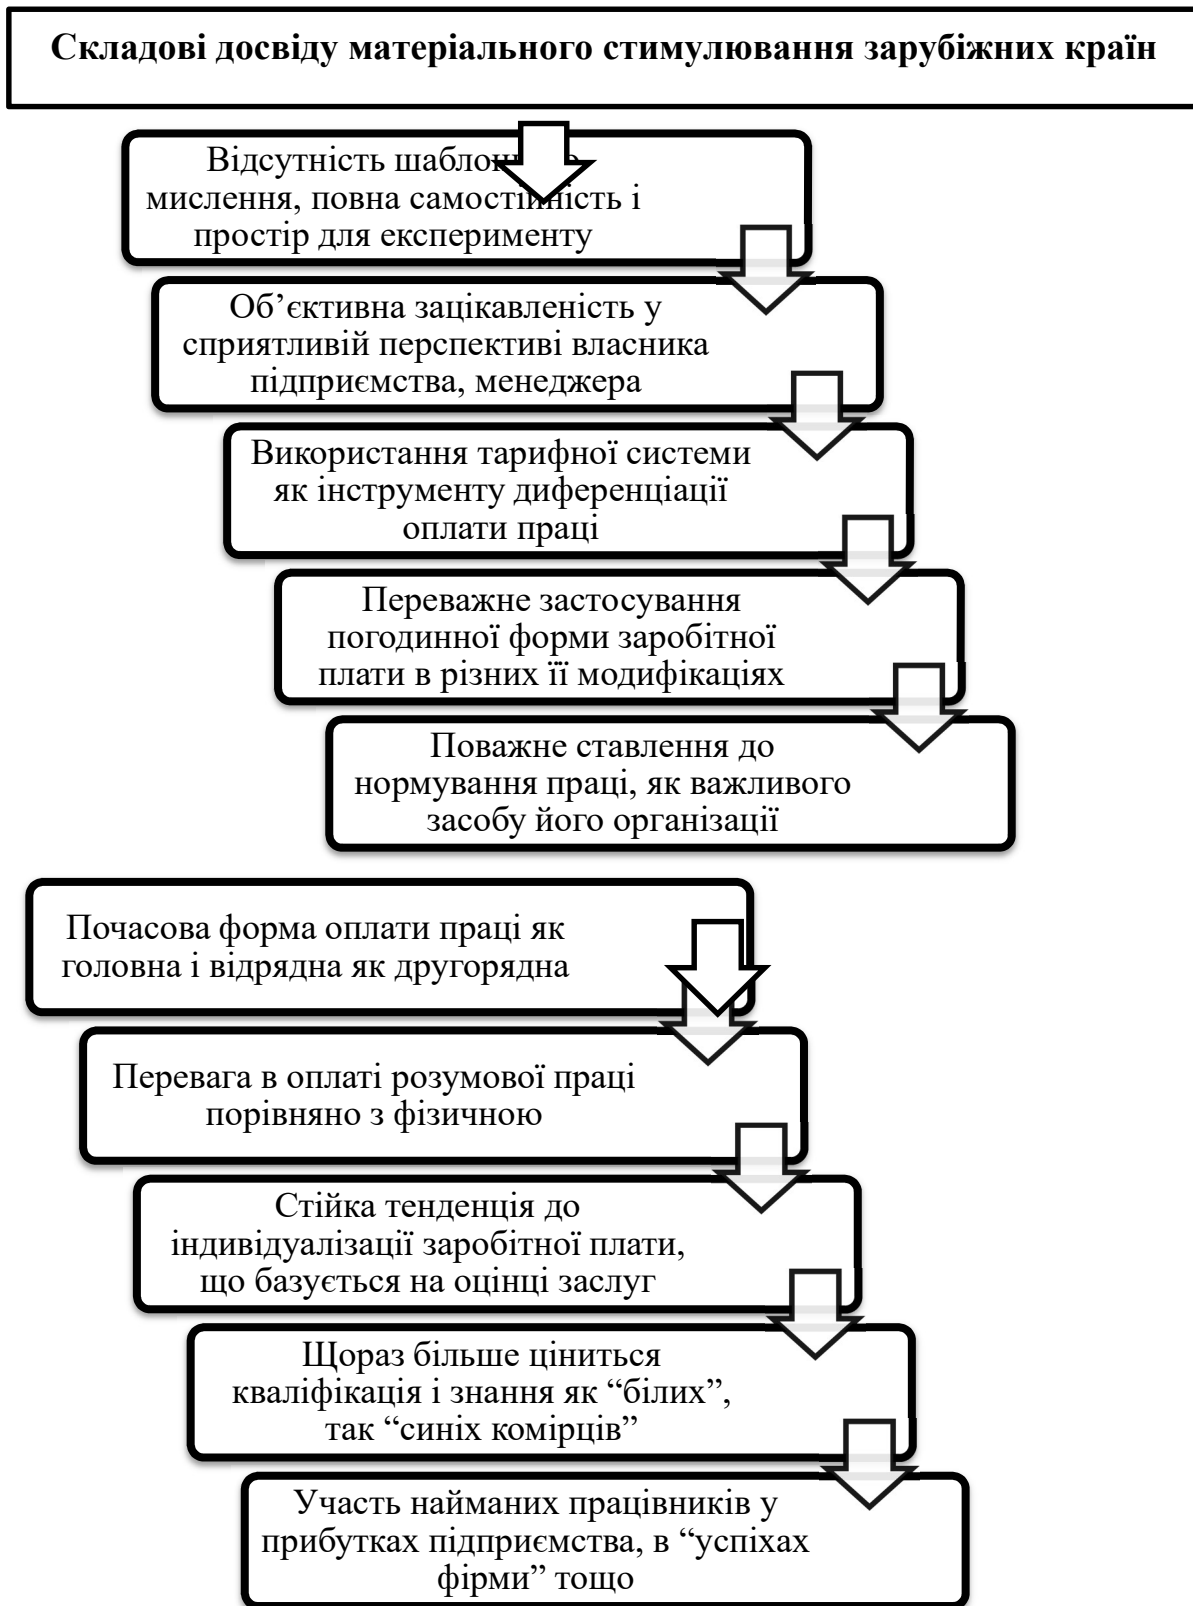 Складові досвіду матеріального стимулювання зарубіжних країн
Відсутність
мислення, повна самостійність і
простір для експерименту
Об’єктивна зацікавленість у
сприятливій перспективі власника
підприємства, менеджера
Використання тарифної системи
як інструменту диференціації
оплати праці
Переважне застосування
погодинної форми заробітної
плати в різних її модифікаціях
Поважне ставлення до
нормування праці, як важливого
засобу його організації
Почасова форма оплати праці як
головна і відрядна як другорядна
Перевага в оплаті розумової праці
порівняно з фізичною
Стійка тенденція до
індивідуалізації заробітної плати,
що базується на оцінці заслуг
Щораз більше ціниться
кваліфікація і знання як “білих”,
так “синіх комірців”
Участь найманих працівників у
прибутках підприємства, в “успіхах
фірми” тощо